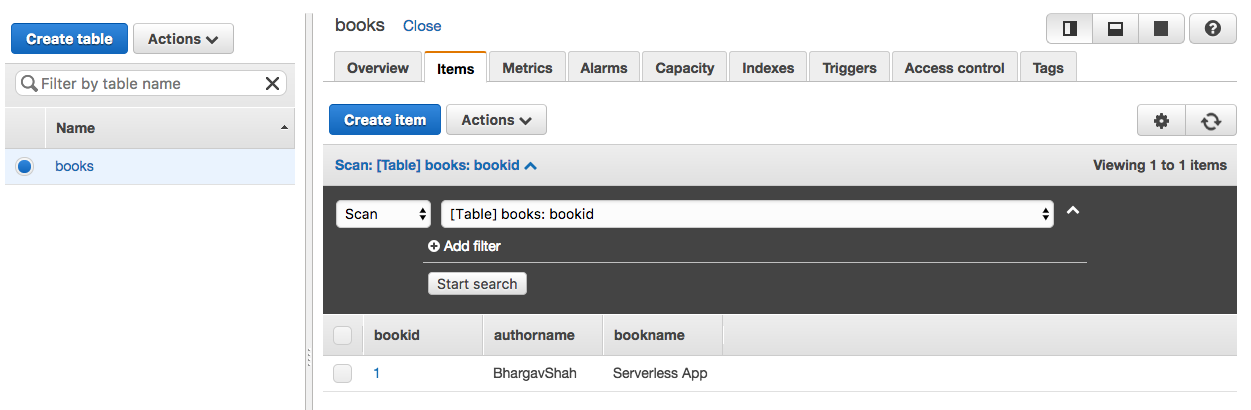 Create table Actions
Filter by table name
Name
books
books Close
Overview Items Metrics Alarms Capacity Indexes Triggers Access control Tags
Create item Actions
Scan: [Table] books: bookid Viewing 1 to 1 items
Scan [Table] books: bookid
Add filter
Start search
bookid authorname bookname
1 BhargavShah Serverless App